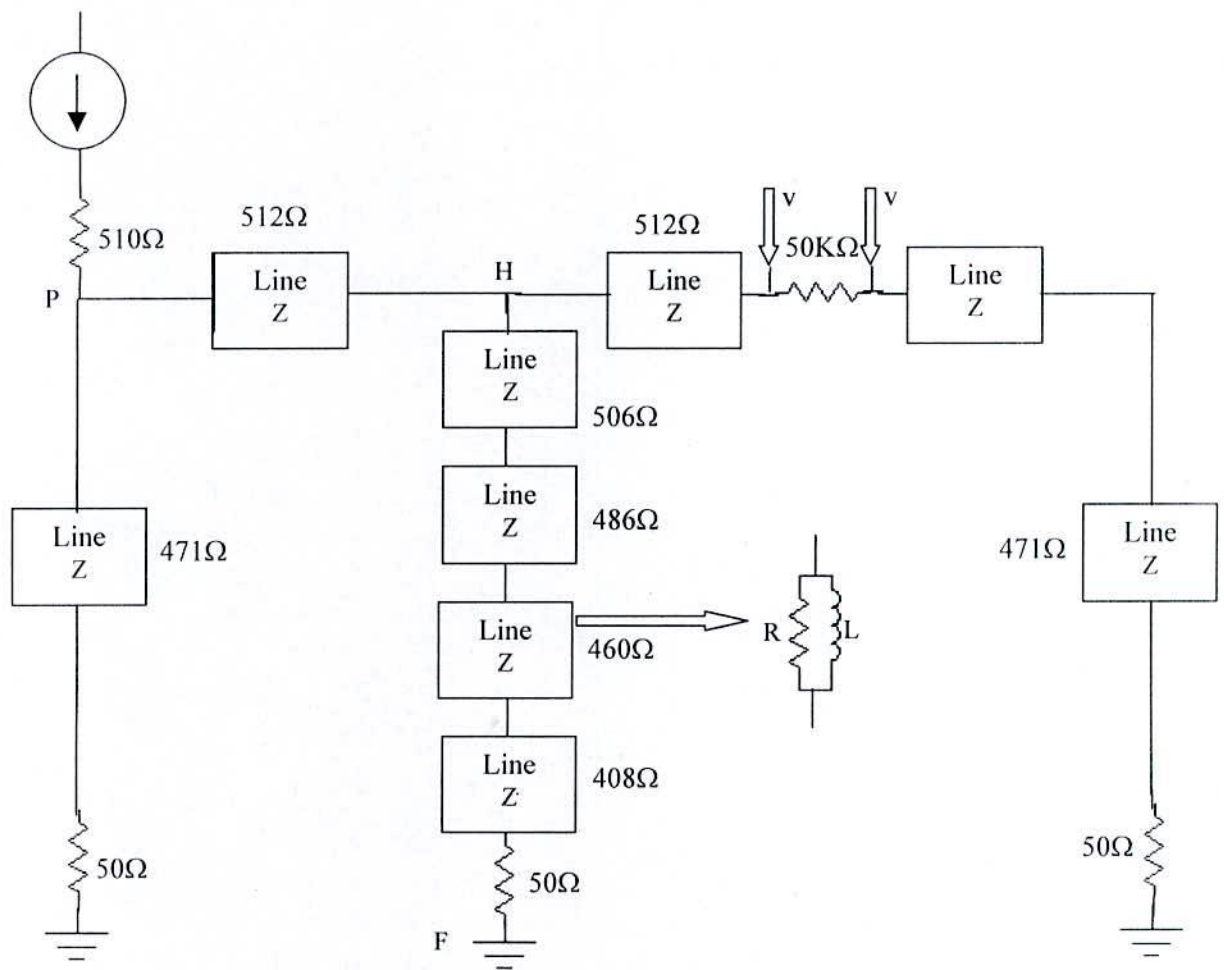 510Ω
P
512Ω
Line
Z
H
512Ω
Line
Z
v
v
50KΩ
Line
Z
Line
Z
506Ω
Line
Z
486Ω
Line
Z
460Ω
Line
Z
408Ω
50Ω
F
Line
Z
471Ω
50Ω
R
L
471Ω
Line
Z
50Ω